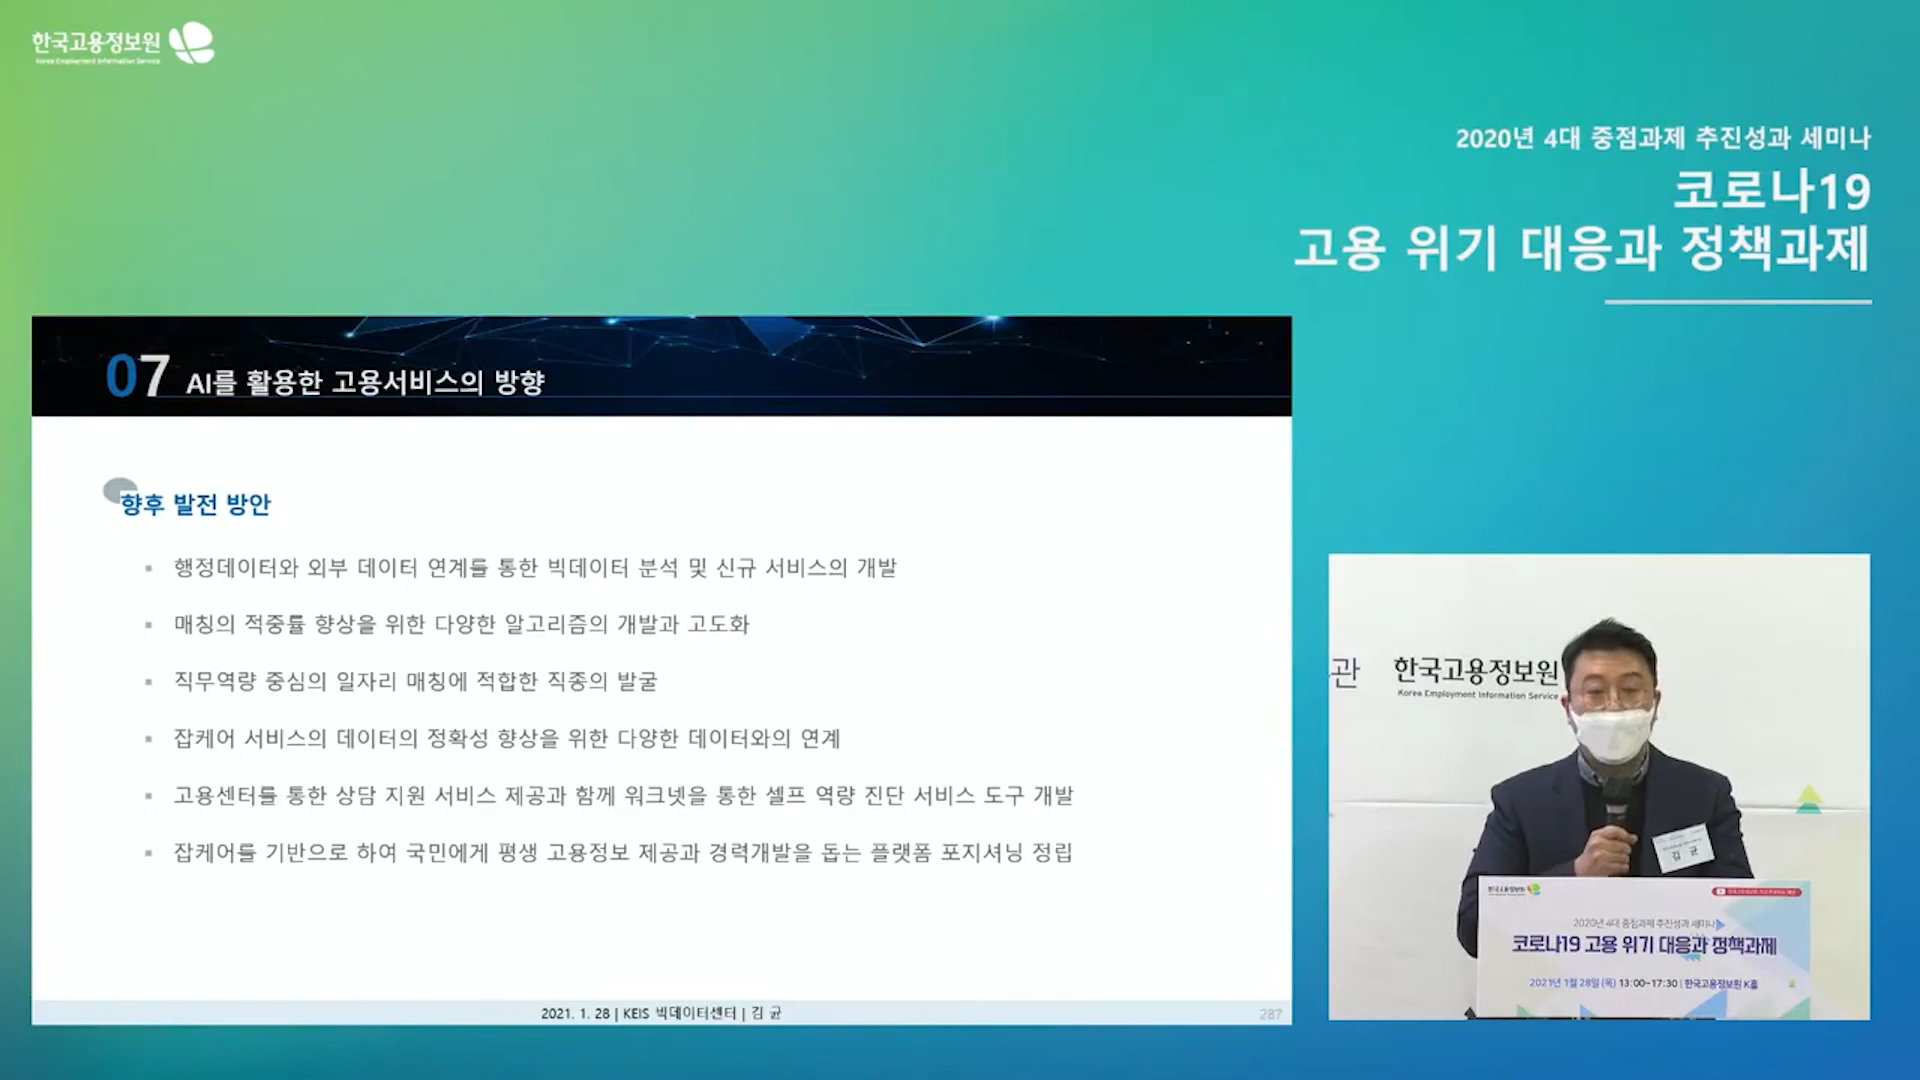 한국고용정보원
Korea Employment Information Service
2020년 4대 중점과제 추진성과 세미나
코로나19
고용 위기 대응과 정책과제
07 AI를 활용한 고용서비스의 방향
향후 발전 방안
▪ 행정데이터와 외부 데이터 연계를 통한 빅데이터 분석 및 신규 서비스의 개발
▪ 매칭의 적중률 향상을 위한 다양한 알고리즘의 개발과 고도화
▪ 직무역량 중심의 일자리 매칭에 적합한 직종의 발굴
▪ 잡케어 서비스의 데이터의 정확성 향상을 위한 다양한 데이터와의 연계
▪ 고용센터를 통한 상담 지원 서비스 제공과 함께 워크넷을 통한 셀프 역량 진단 서비스 도구 개발
▪ 잡케어를 기반으로 하여 국민에게 평생 고용정보 제공과 경력개발을 돕는 플랫폼 포지셔닝 정립
2021. 1. 28 | KEIS 빅데이터센터 | 김 균
287
관 한국고용정보원
Korea Employment Information Service
김 균
한국고용정보원
2020년 4대 중점과제 추진성과 세미나
코로나19 고용 위기 대응과 정책과제
2021년 1월 28일(목) 13:00~17:30 | 한국고용정보원 K홀